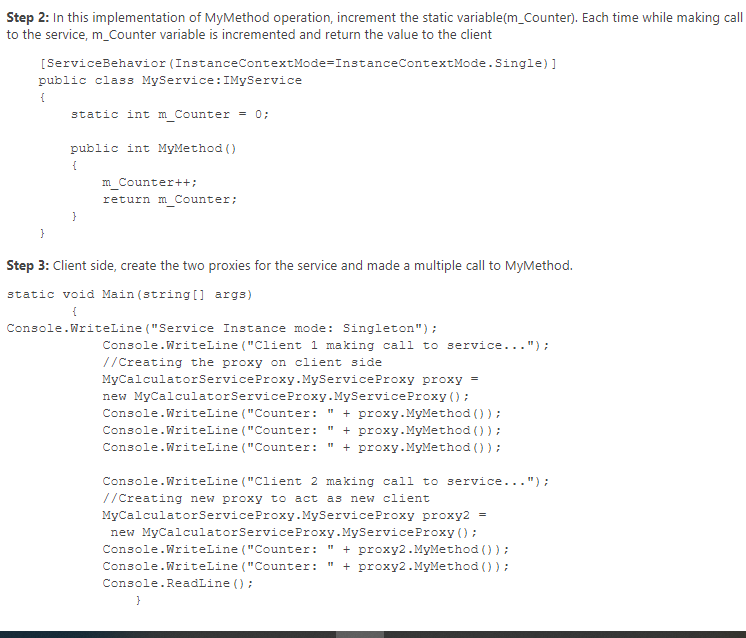 Step 2: In this implementation of MyMethod operation, increment the static variable(m_Counter). Each time while making call
to the service, m_Counter variable is incremented and return the value to the client
[ServiceBehavior(InstanceContextMode=InstanceContextMode.Single)]
public class MyService:IMyService
{
static int m_Counter = 0;
public int MyMethod()
{
m_Counter++;
return m_Counter;
}
}
Step 3: Client side, create the two proxies for the service and made a multiple call to MyMethod.
static void Main(string[] args)
{
Console.WriteLine("Service Instance mode: Singleton");
Console.WriteLine("Client 1 making call to service...");
//Creating the proxy on client side
MyCalculatorServiceProxy.MyServiceProxy proxy =
new MyCalculatorServiceProxy.MyServiceProxy();
Console.WriteLine("Counter: " + proxy.MyMethod());
Console.WriteLine("Counter: " + proxy.MyMethod());
Console.WriteLine("Counter: " + proxy.MyMethod());
Console.WriteLine("Client 2 making call to service...");
//Creating new proxy to act as new client
MyCalculatorServiceProxy.MyServiceProxy proxy2 =
new MyCalculatorServiceProxy.MyServiceProxy();
Console.WriteLine("Counter: " + proxy2.MyMethod());
Console.WriteLine("Counter: " + proxy2.MyMethod());
Console.ReadLine();
}